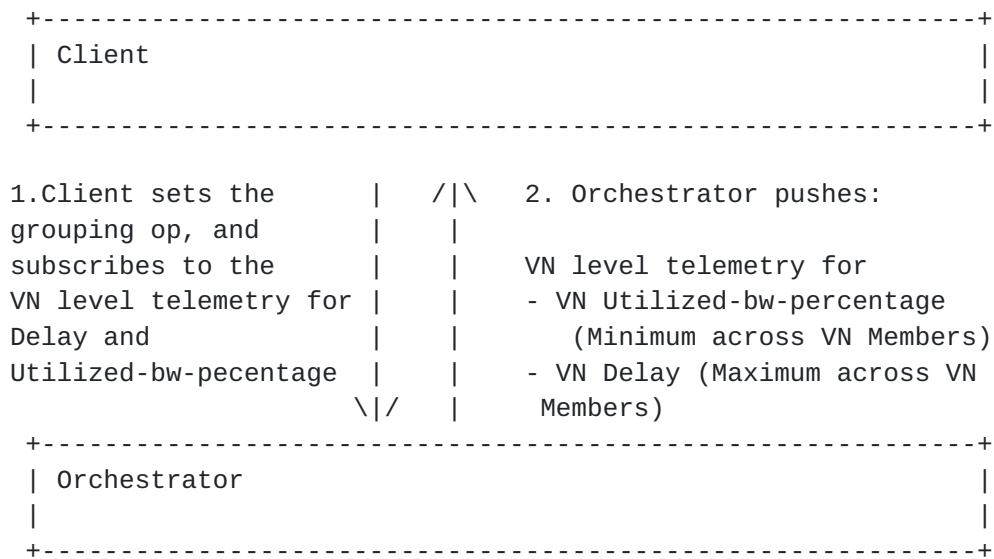 +------------------------------------------------------------+
| Client                                                     |
|                                                            |
+------------------------------------------------------------+
1.Client sets the      |   /|\   2. Orchestrator pushes:
grouping op, and       |    |
subscribes to the      |    |    VN level telemetry for
VN level telemetry for |    |    - VN Utilized-bw-percentage
Delay and              |    |       (Minimum across VN Members)
Utilized-bw-pecentage  |    |    - VN Delay (Maximum across VN
                      \|/   |     Members)
+------------------------------------------------------------+
| Orchestrator                                               |
|                                                            |
+------------------------------------------------------------+